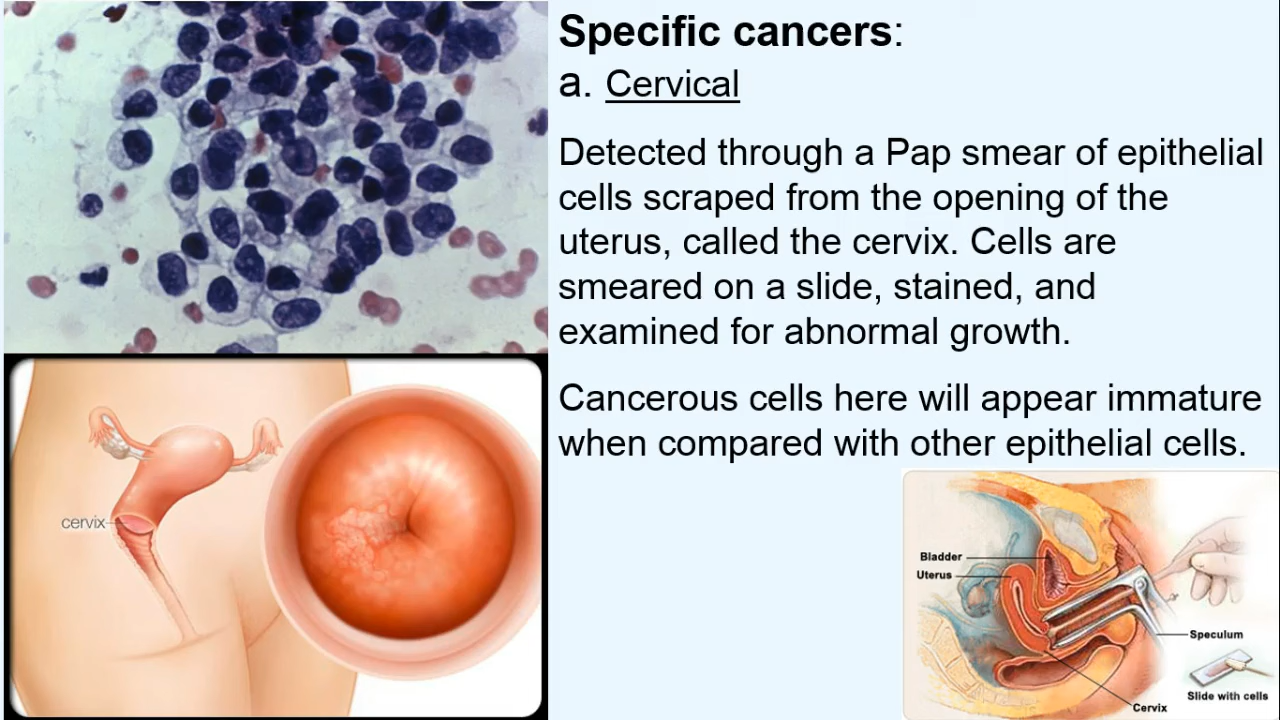 Specific cancers:
a. Cervical
Detected through a Pap smear of epithelial
cells scraped from the opening of the
uterus, called the cervix. Cells are
smeared on a slide, stained, and
examined for abnormal growth.
Cancerous cells here will appear immature
when compared with other epithelial cells.
cervix
Bladder
Uterus
Speculum
Slide with cells
Cervix